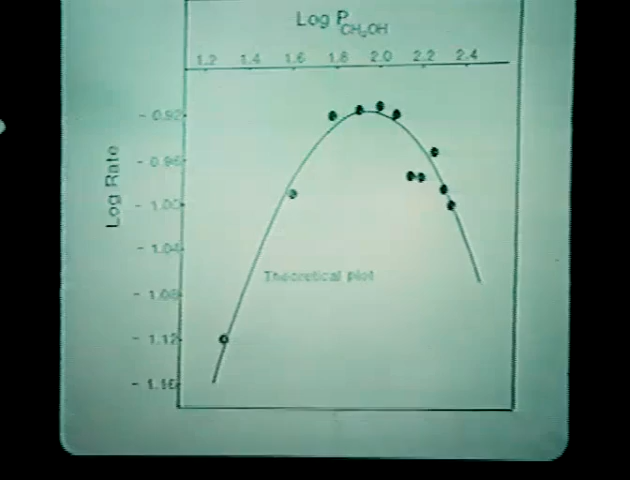 Log P CH₃OH
1.2 1.4 1.6 1.8 2.0 2.2 2.4
- 0.92
- 0.96
- 1.00
- 1.04
- 1.08
- 1.12
- 1.16
Log Rate
Theoretical plot